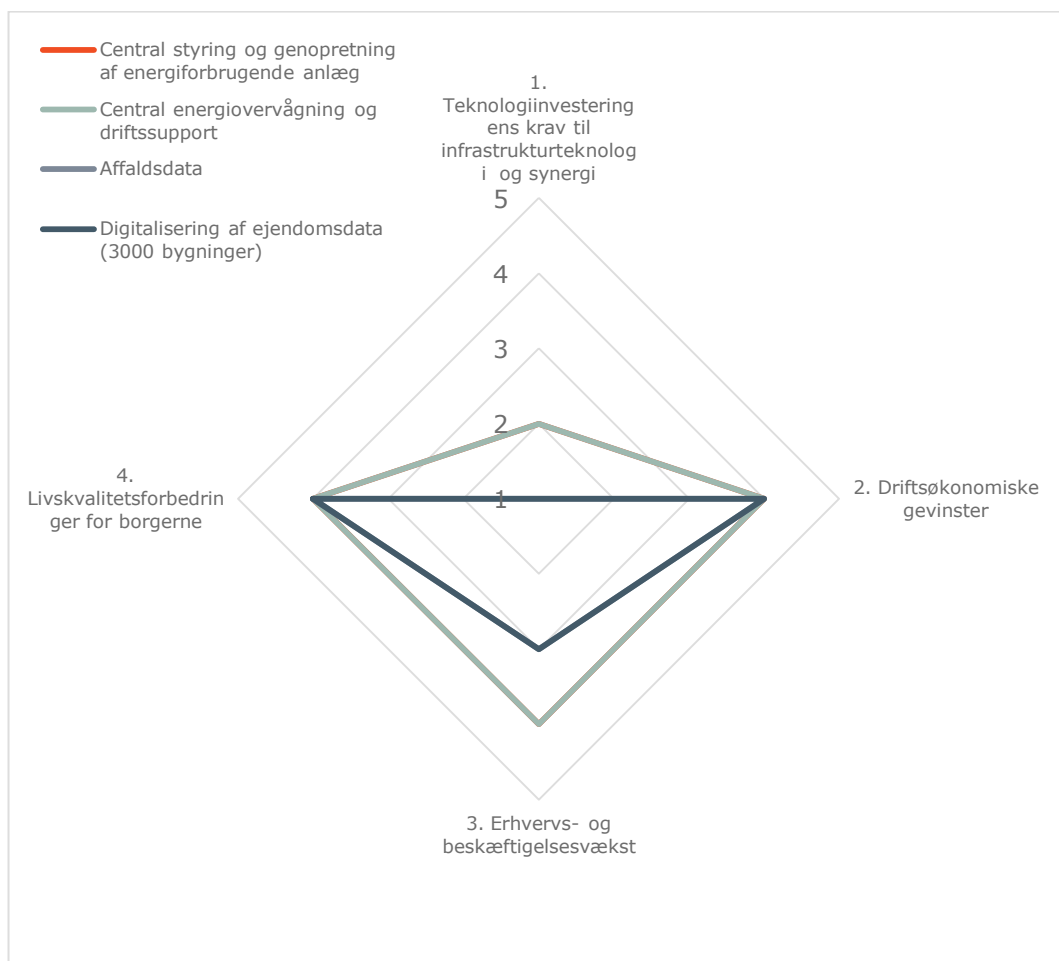 Central styring og genopretning
af energiforbrugende anlæg
Central energiovervågning og
driftssupport
Affaldsdata
Digitalisering af ejendomsdata
(3000 bygninger)
1.
Teknologiinvestering
ens krav til
infrastrukturteknolog
i og synergi
5
4
3
2
1
2. Driftsøkonomiske
gevinster
3. Erhvervs- og
beskæftigelsesvækst
4.
Livskvalitetsforbedrin
ger for borgerne